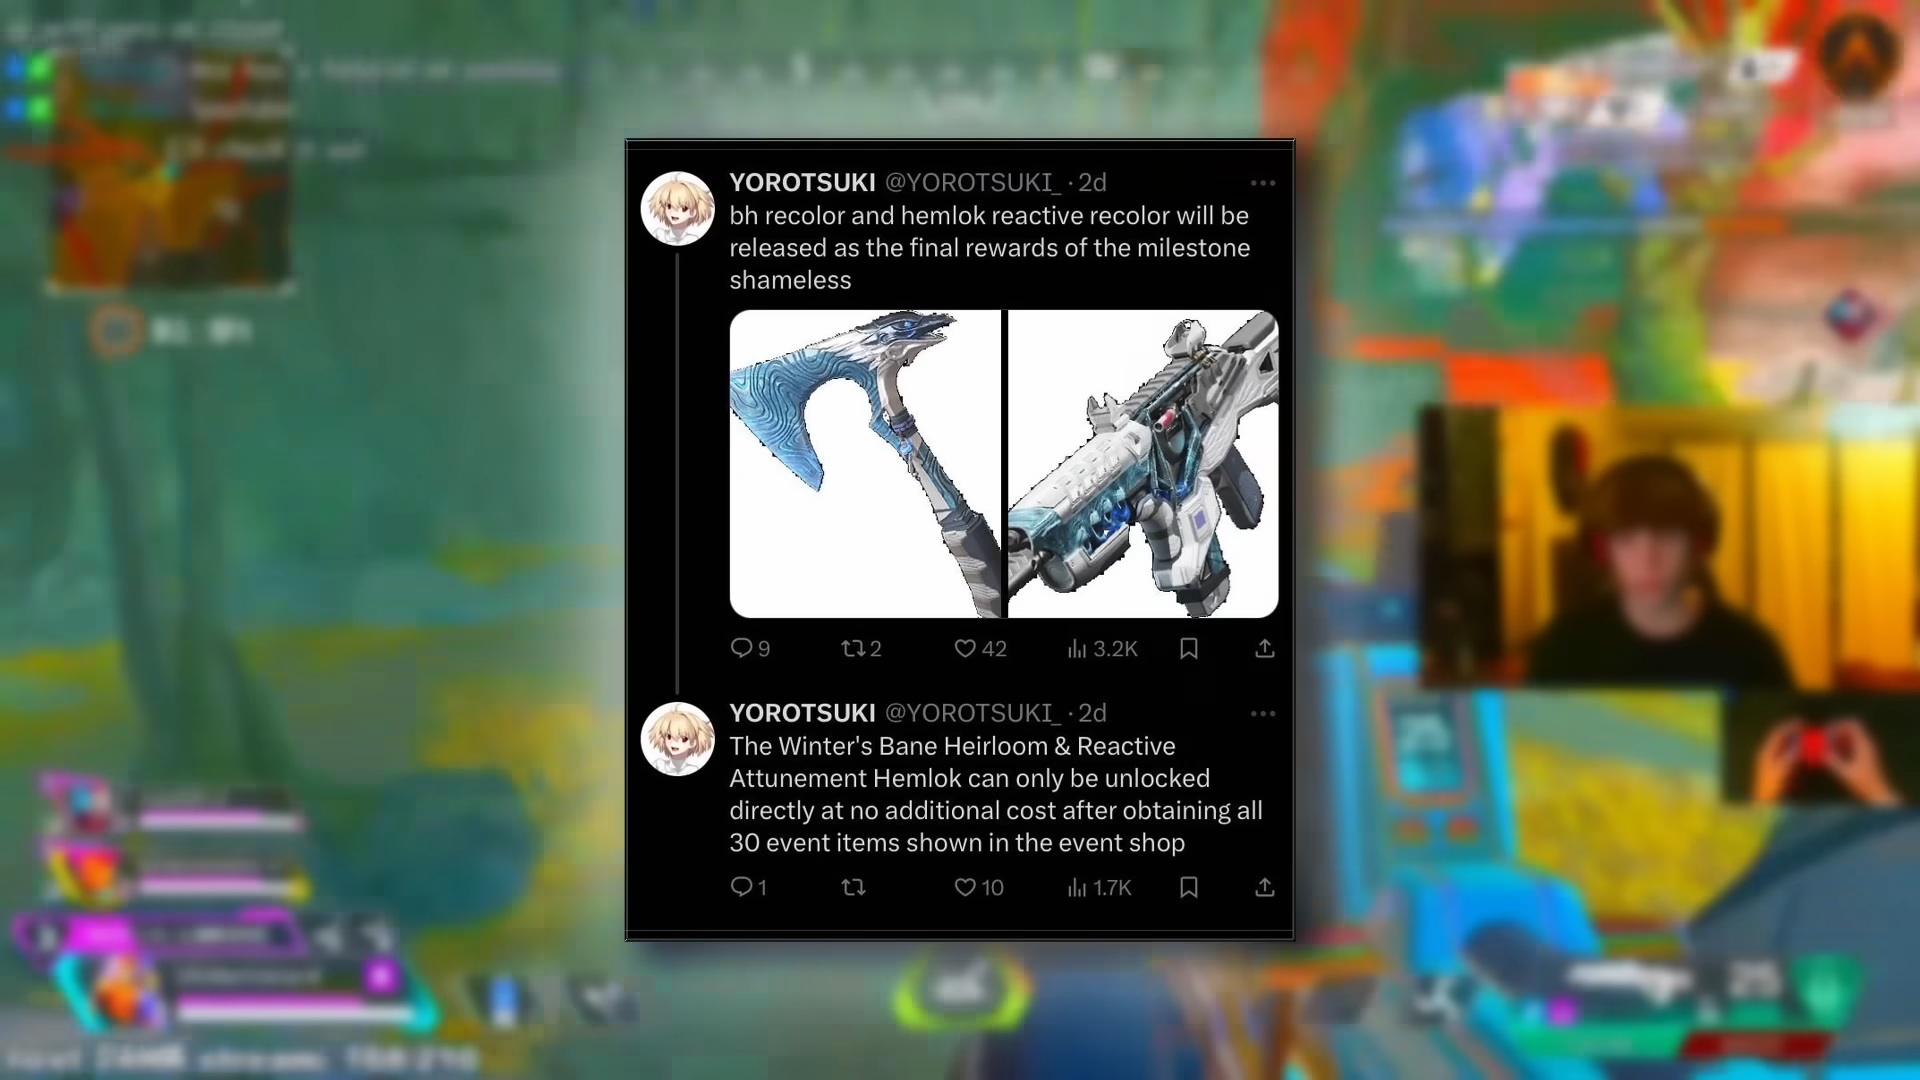 YOROTSUKI @YOROTSUKI_ · 2d
bh recolor and hemlok reactive recolor will be
released as the final rewards of the milestone
shameless
9 2 42 3.2K
YOROTSUKI @YOROTSUKI_ · 2d
The Winter's Bane Heirloom & Reactive
Attunement Hemlok can only be unlocked
directly at no additional cost after obtaining all
30 event items shown in the event shop
1 10 1.7K
25